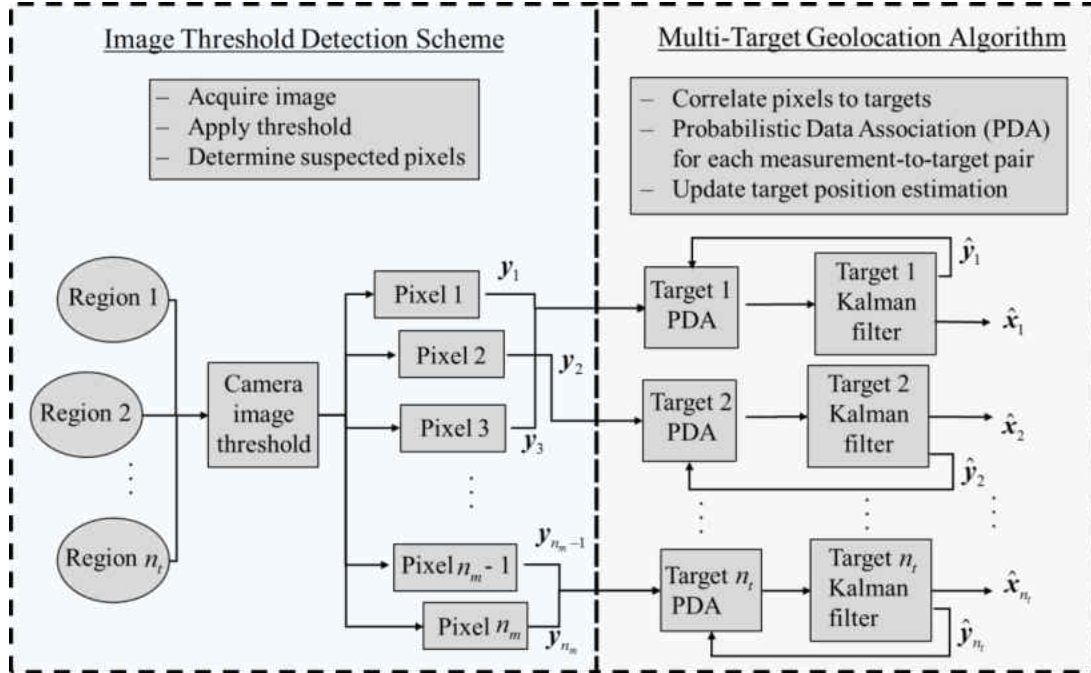 Image Threshold Detection Scheme
– Acquire image
– Apply threshold
– Determine suspected pixels
Region 1
Region 2
Region nₜ
Camera
image
threshold
Pixel 1
Pixel 2
Pixel 3
Pixel nₘ - 1
Pixel nₘ
y₁
y₂
y₃
yₙₘ₋₁
yₙₘ
Multi-Target Geolocation Algorithm
– Correlate pixels to targets
– Probabilistic Data Association (PDA)
for each measurement-to-target pair
– Update target position estimation
Target 1
PDA
Target 1
Kalman
filter
ŷ₁
x̂₁
Target 2
PDA
Target 2
Kalman
filter
x̂₂
ŷ₂
Target nₜ
PDA
Target nₜ
Kalman
filter
x̂ₙₜ
ŷₙₜ